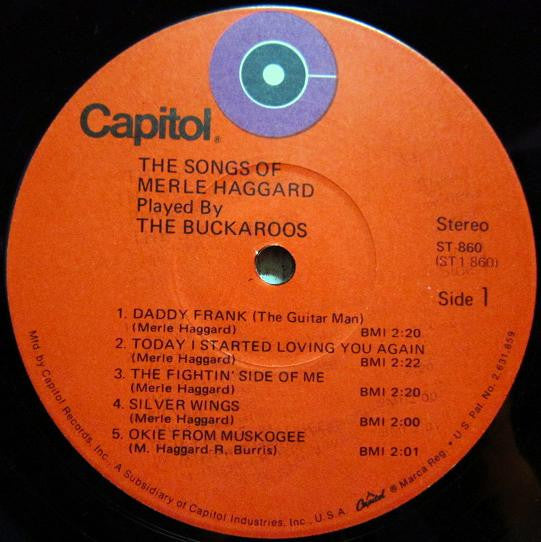 Capitol®
THE SONGS OF
MERLE HAGGARD
Played By
THE BUCKAROOS
Stereo
ST-860
(ST1-860)
Side 1
1. DADDY FRANK (The Guitar Man)
(Merle Haggard) BMI 2:20
2. TODAY I STARTED LOVING YOU AGAIN
(Merle Haggard) BMI 2:22
3. THE FIGHTIN' SIDE OF ME
(Merle Haggard) BMI 2:20
4. SILVER WINGS
(Merle Haggard) BMI 2:00
5. OKIE FROM MUSKOGEE
(M. Haggard-R. Burris) BMI 2:01
Mfd. by Capitol Records, Inc., A Subsidiary of Capitol Industries, Inc., U.S.A. Capitol ® Marca Reg. • U.S. Pat. No. 2,631,859